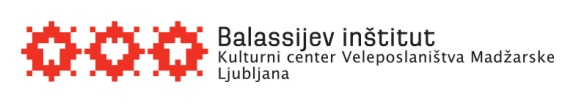 Balassijev inštitut
Kulturni center Veleposlaništva Madžarske
Ljubljana